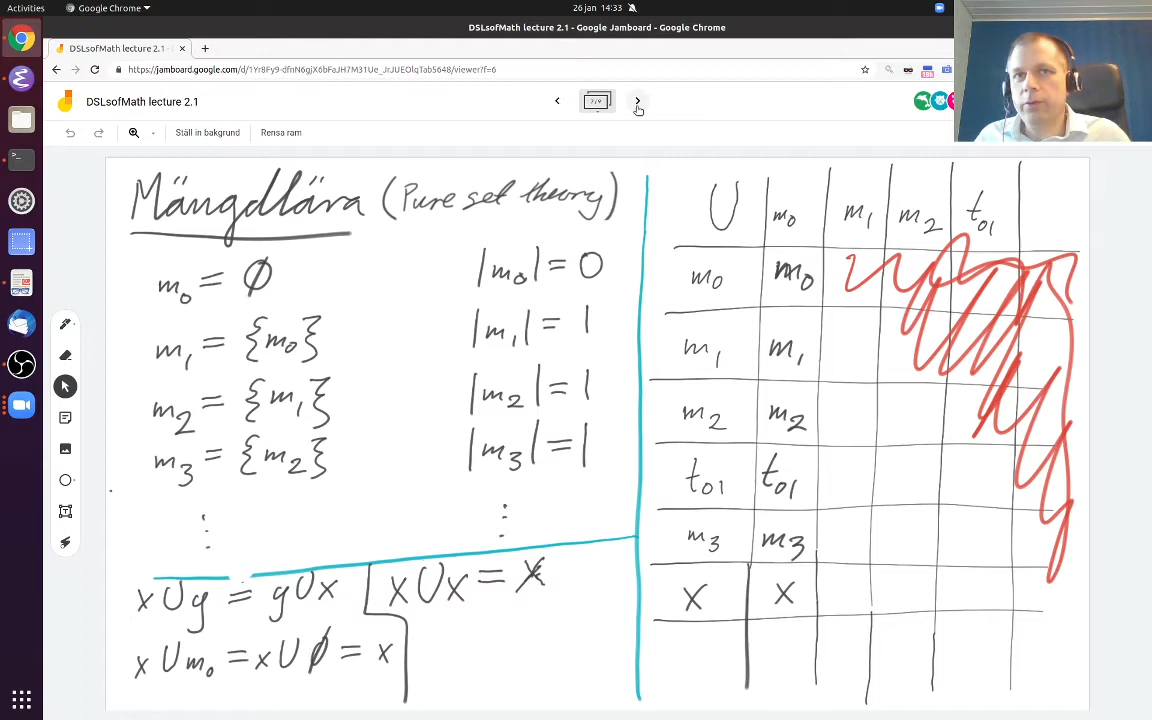 Activities
Google Chrome
26 jan 14:33
DSLsofMath lecture 2.1 - Google Jamboard - Google Chrome
DSLsofMath lecture 2.1 -
https://jamboard.google.com/d/1Yr8Fy9-dfnN6gjX6bFaJH7M31Ue_JrJUEOlqTab5648/viewer?f=6
DSLsofMath lecture 2.1
7/9
Ställ in bakgrund
Rensa ram
Mängdlära (Pure set theory)
m₀ = ∅ |m₀| = 0
m₁ = {m₀} |m₁| = 1
m₂ = {m₁} |m₂| = 1
m₃ = {m₂} |m₃| = 1
⋮ ⋮
x∪y = y∪x x∪x = x
x∪m₀ = x∪∅ = x
∪ m₀ m₁ m₂ t₀₁
m₀ m₀
m₁ m₁
m₂ m₂
t₀₁ t₀₁
m₃ m₃
x x